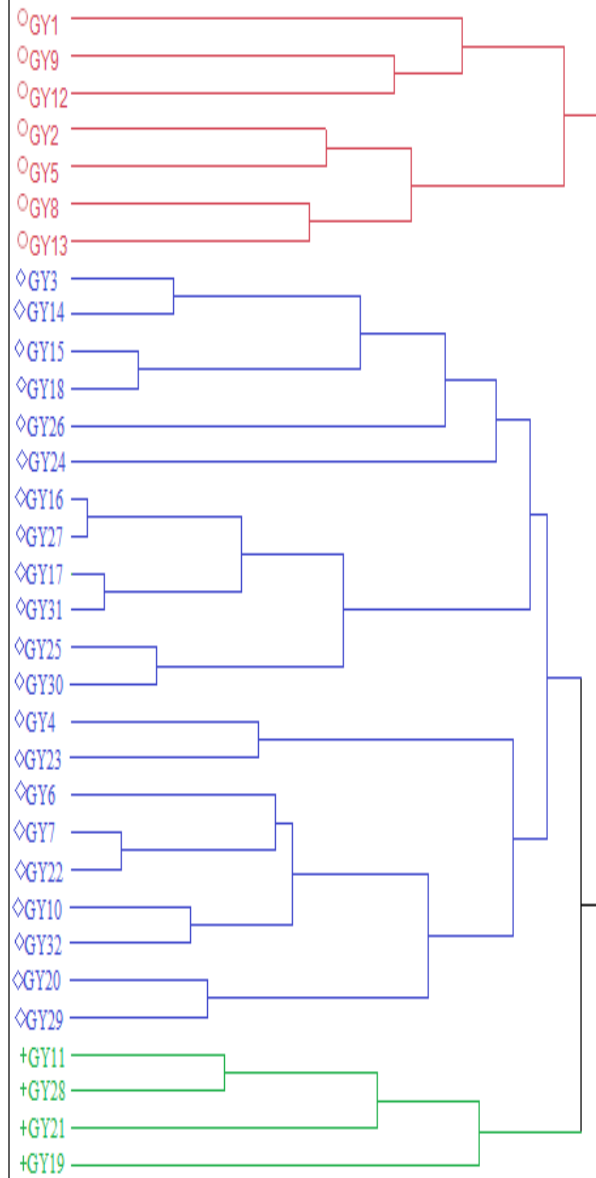 ○GY1
○GY9
○GY12
○GY2
○GY5
○GY8
○GY13
◇GY3
◇GY14
◇GY15
◇GY18
◇GY26
◇GY24
◇GY16
◇GY27
◇GY17
◇GY31
◇GY25
◇GY30
◇GY4
◇GY23
◇GY6
◇GY7
◇GY22
◇GY10
◇GY32
◇GY20
◇GY29
+GY11
+GY28
+GY21
+GY19